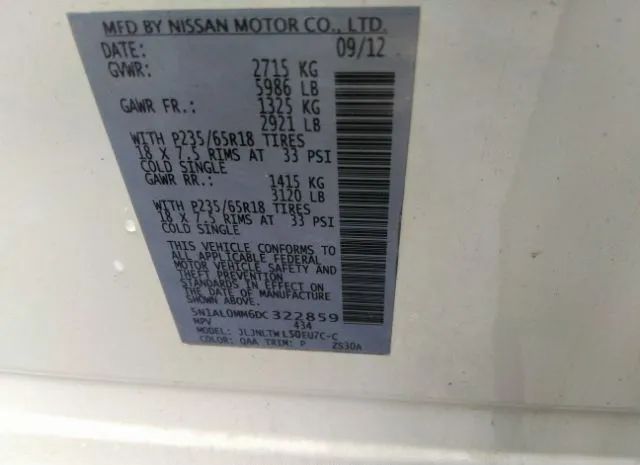 MFD BY NISSAN MOTOR CO., LTD.
DATE: 09/12
GVWR: 2715 KG
5986 LB
GAWR FR.: 1325 KG
2921 LB
WITH P235/65R18 TIRES
18 X 7.5 RIMS AT 33 PSI
COLD SINGLE
GAWR RR.: 1415 KG
3120 LB
WITH P235/65R18 TIRES
18 X 7.5 RIMS AT 33 PSI
COLD SINGLE
THIS VEHICLE CONFORMS TO
ALL APPLICABLE FEDERAL
MOTOR VEHICLE SAFETY AND
THEFT PREVENTION
STANDARDS IN EFFECT ON
THE DATE OF MANUFACTURE
SHOWN ABOVE.
5N1AL0MM6DC 322859
MPV 434
MODEL: JLJNLTWL50EU7C-C
COLOR: QAA TRIM: P ZS30A